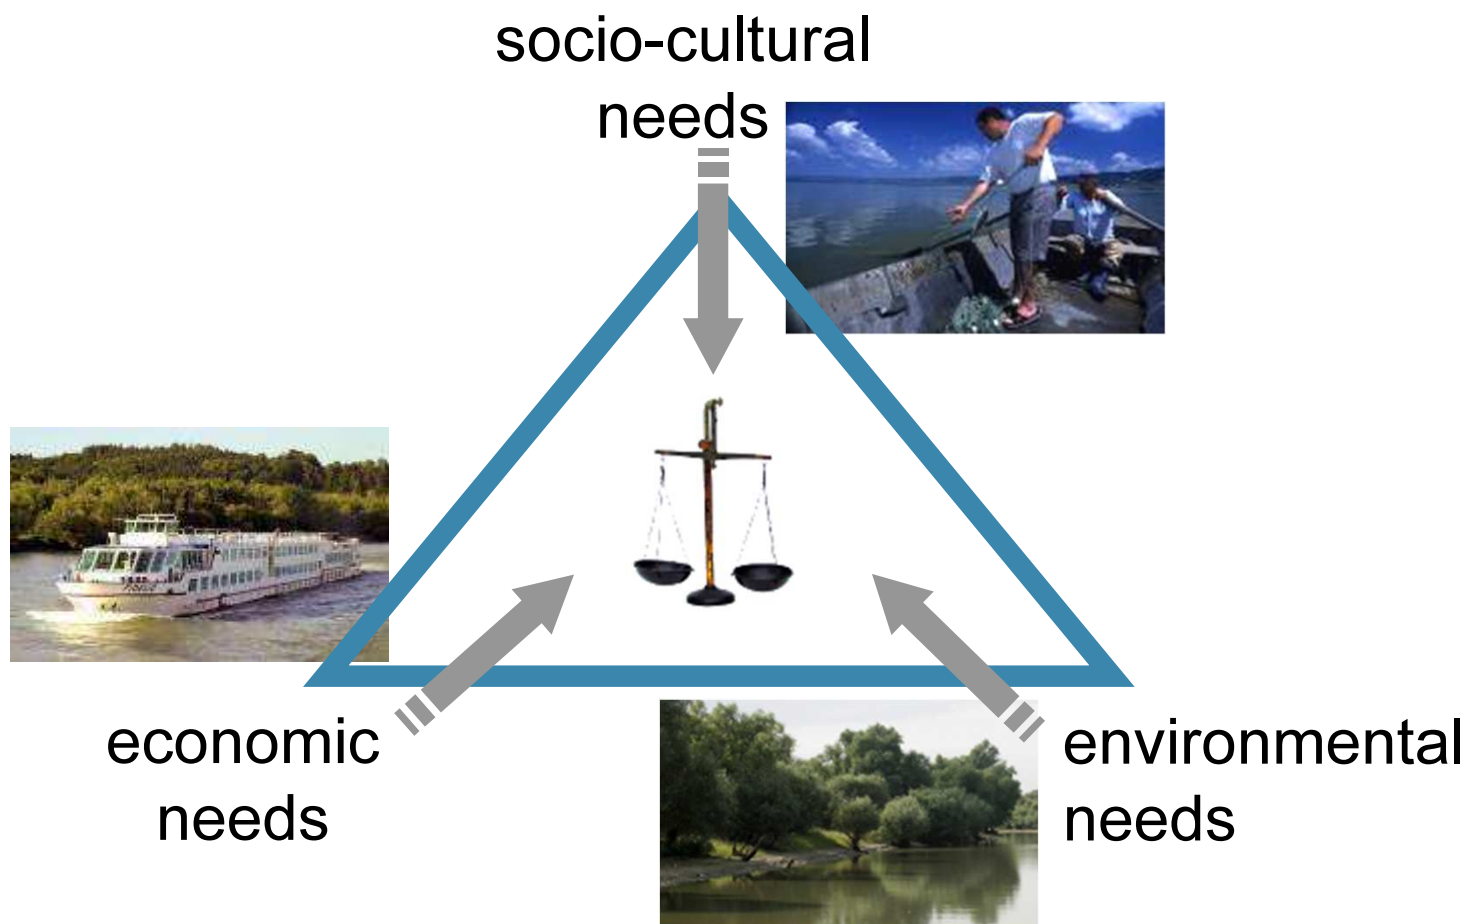 socio-cultural
needs
economic
needs
environmental
needs